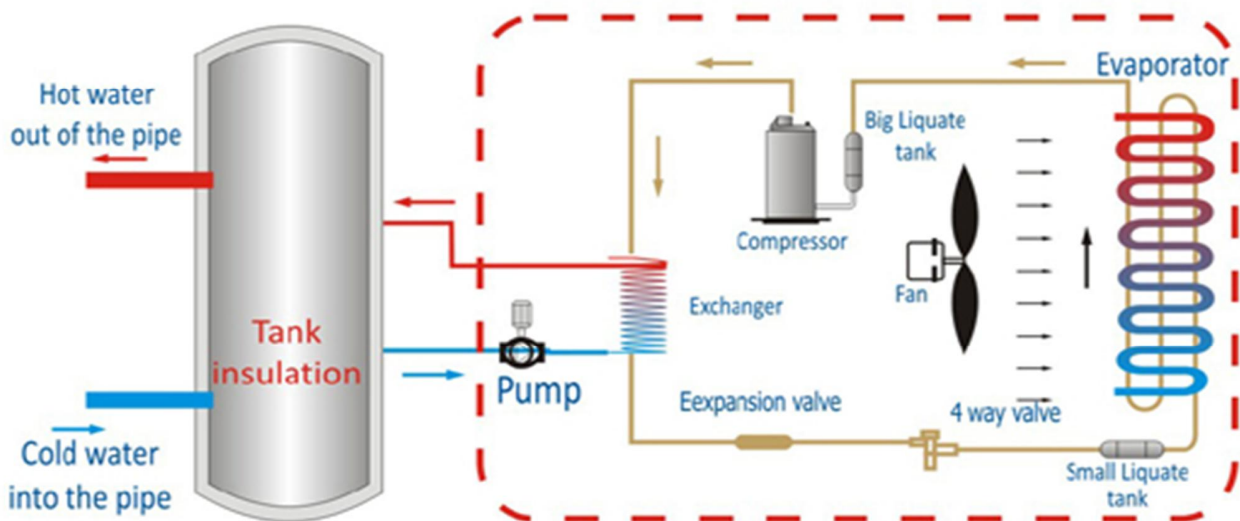 Hot water
out of the pipe
Tank
insulation
Cold water
into the pipe
Pump
Exchanger
Compressor
Big Liquate
tank
Evaporator
Fan
Eexpansion valve
4 way valve
Small Liquate
tank